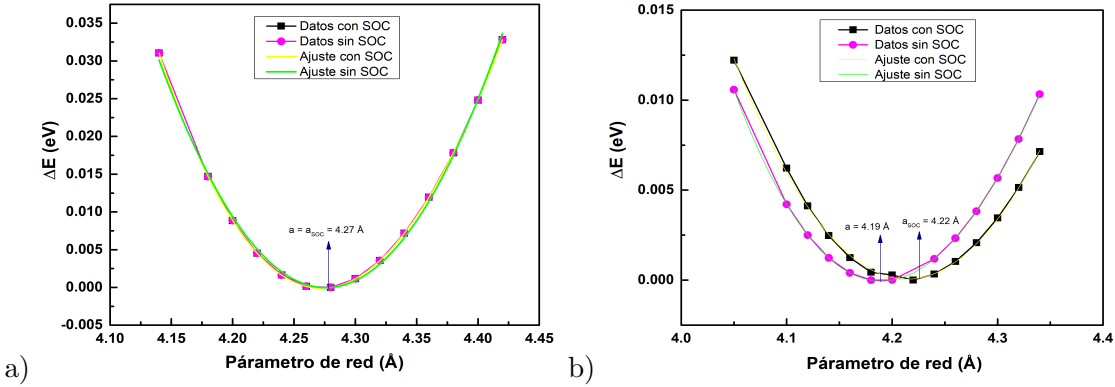 a)
ΔE (eV)
0.035
0.030
0.025
0.020
0.015
0.010
0.005
0.000
-0.005
Datos con SOC
Datos sin SOC
Ajuste con SOC
Ajuste sin SOC
a = a_SOC = 4.27 Å
4.10 4.15 4.20 4.25 4.30 4.35 4.40 4.45
Párametro de red (Å)
b)
ΔE (eV)
0.015
0.010
0.005
0.000
Datos con SOC
Datos sin SOC
Ajuste con SOC
Ajuste sin SOC
a = 4.19 Å
a_SOC = 4.22 Å
4.0 4.1 4.2 4.3 4.4
Párametro de red (Å)